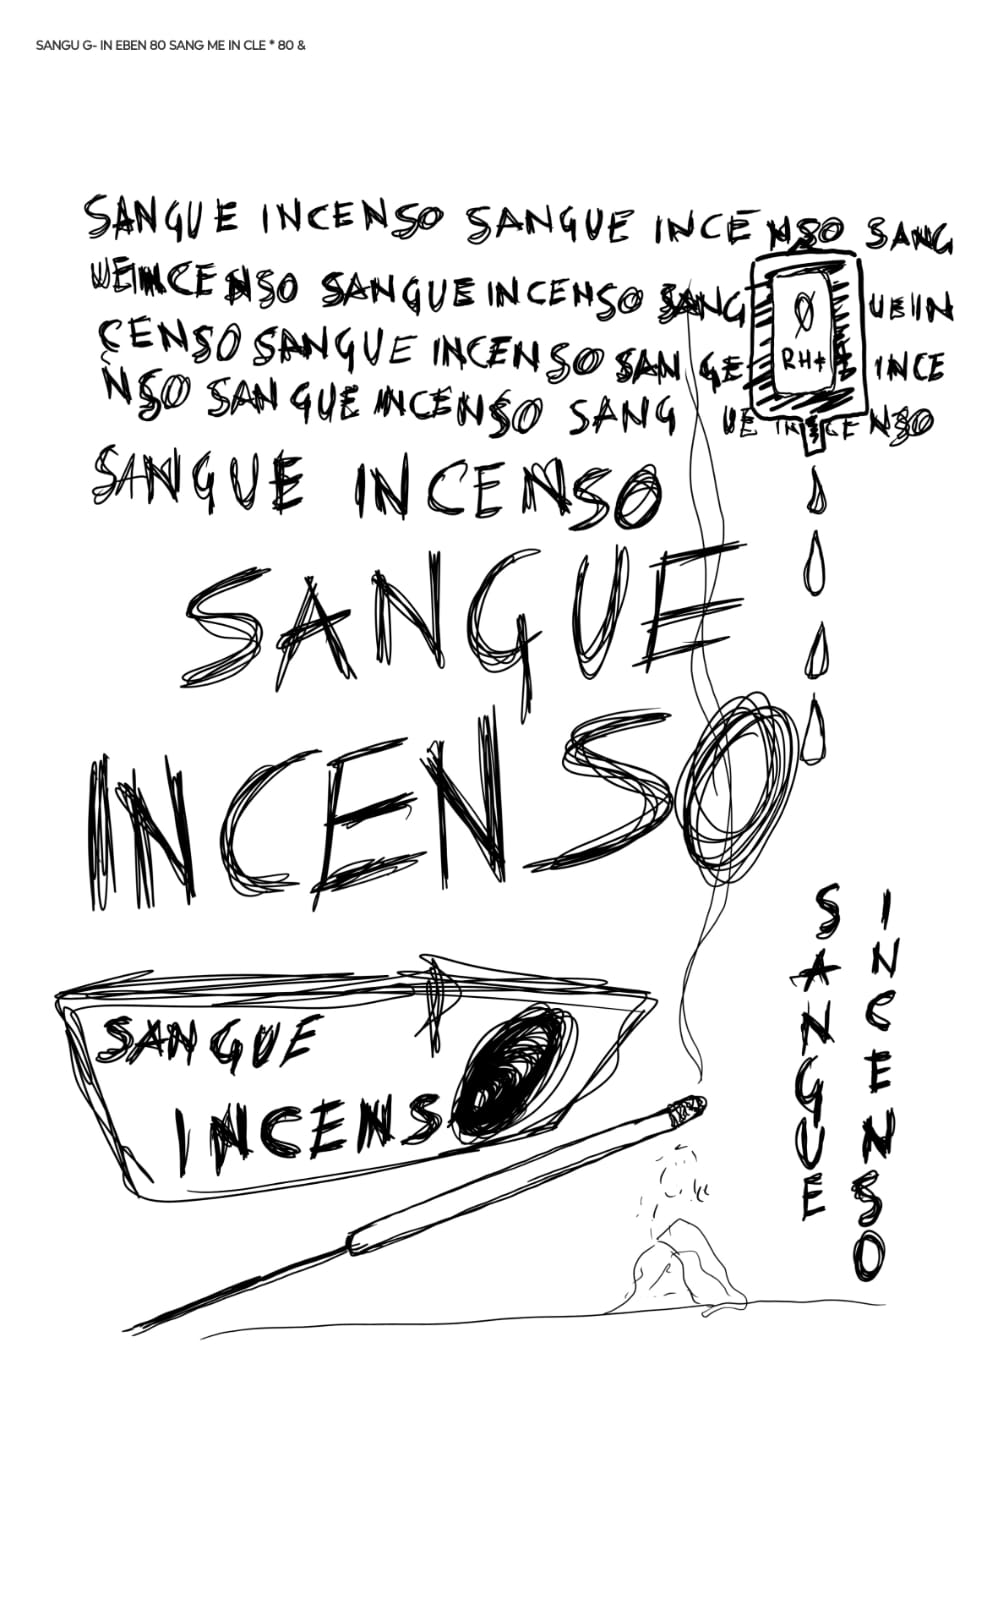 SANGU G- IN EBEN 80 SANG ME IN CLE * 80 &
SANGUE INCENSO SANGUE INCENSO SANG
UEINCENSO SANGUE INCENSO SANG UEIN
CENSO SANGUE INCENSO SAN GE INCE
NSO SANGUE INCENSO SANG UE INCENSO
Ø
RH+
SANGUE INCENSO
SANGUE
INCENSO
SANGUE
INCENSO
SANGUE
INCENSO